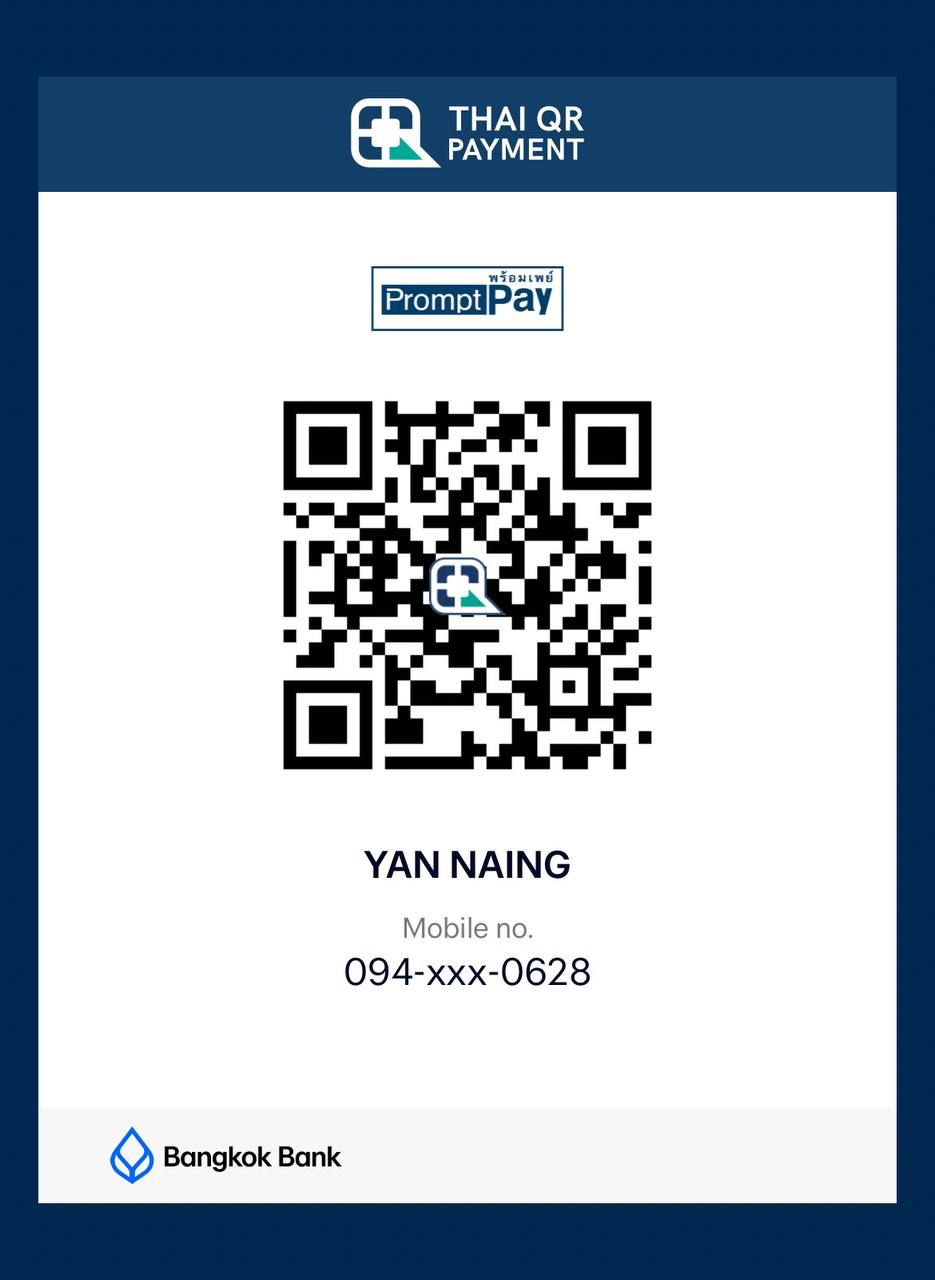 THAI QR
PAYMENT
พร้อมเพย์
PromptPay
YAN NAING
Mobile no.
094-xxx-0628
Bangkok Bank